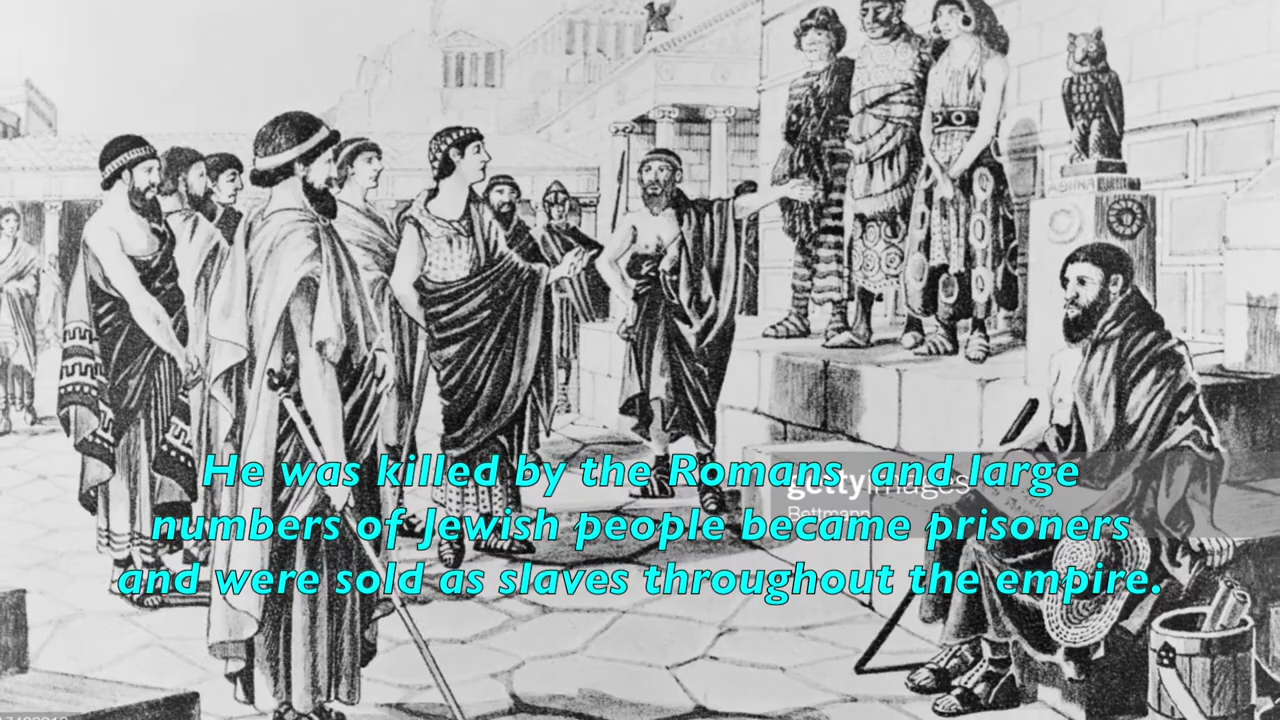 He was killed by the Romans, and large
gettyimages
numbers of Jewish people became prisoners
Bettmann
and were sold as slaves throughout the empire.